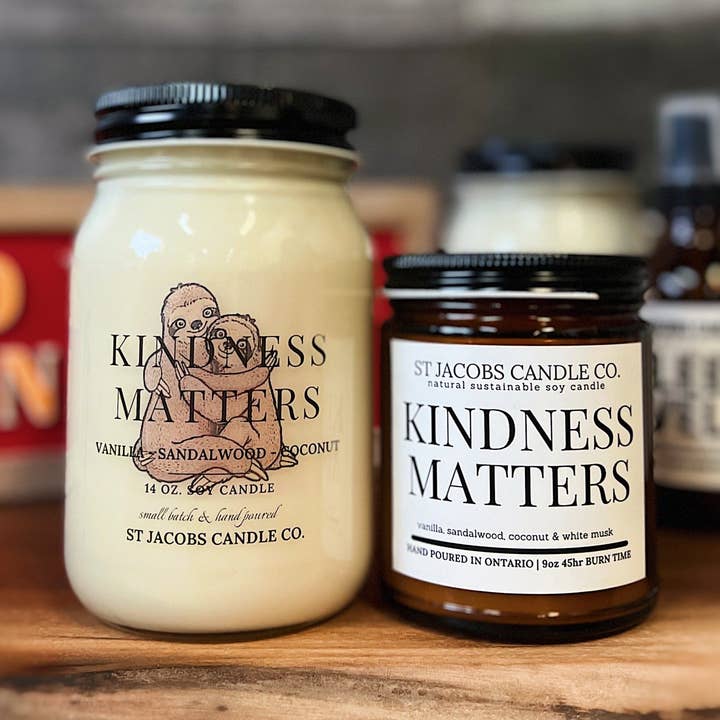 KINDNESS
MATTERS
VANILLA - SANDALWOOD - COCONUT
14 OZ. SOY CANDLE
small batch & hand poured
ST JACOBS CANDLE CO.
ST JACOBS CANDLE CO.
natural sustainable soy candle
KINDNESS
MATTERS
vanilla, sandalwood, coconut & white musk
HAND POURED IN ONTARIO | 9oz 45hr BURN TIME